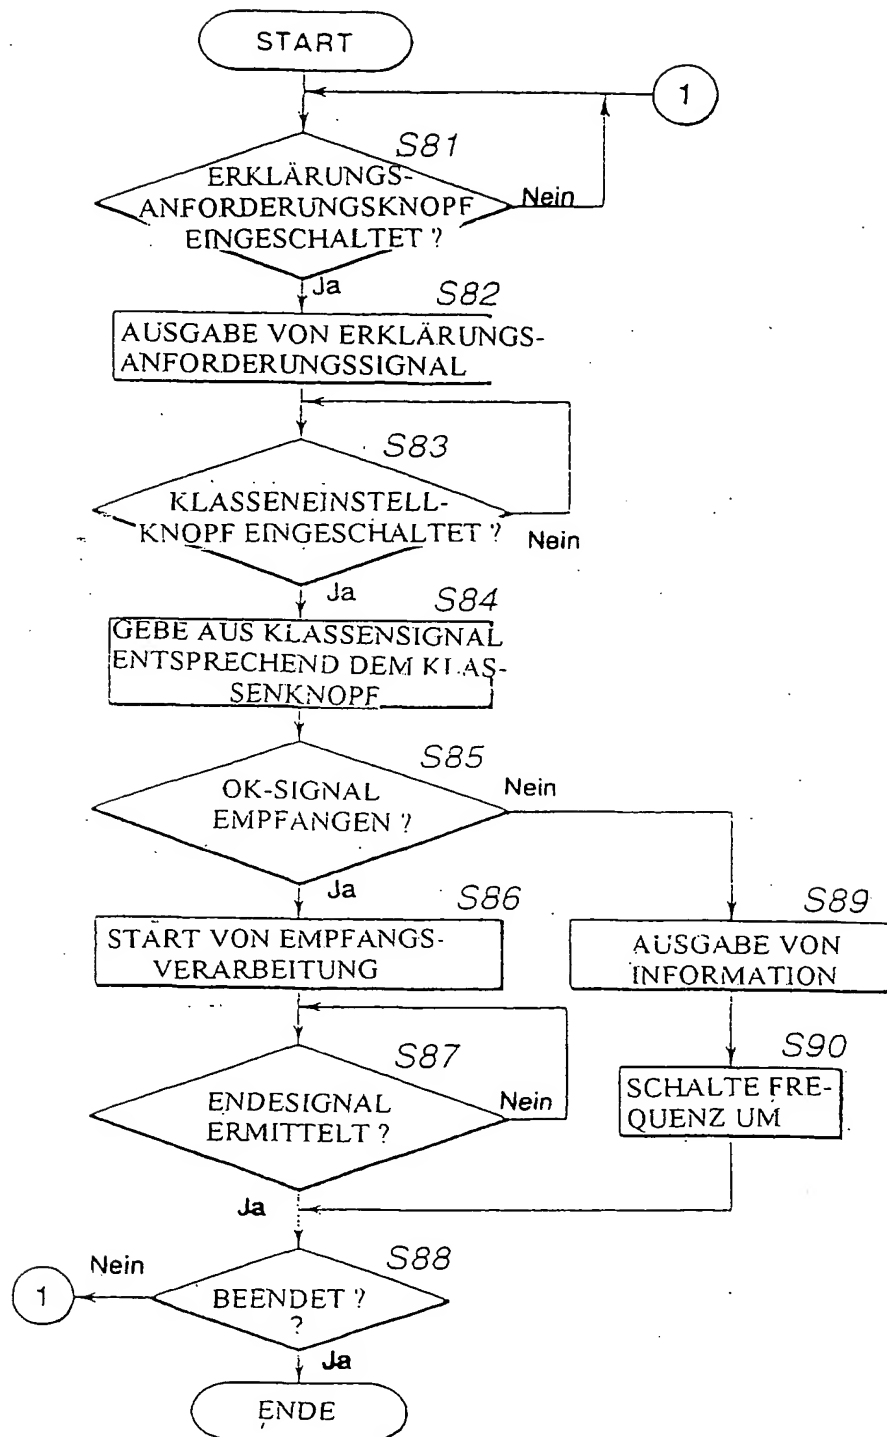 START
1
S81
ERKLÄRUNGS-
ANFORDERUNGSKNOPF
EINGESCHALTET ?
Nein
Ja
S82
AUSGABE VON ERKLÄRUNGS-
ANFORDERUNGSSIGNAL
S83
KLASSENEINSTELL-
KNOPF EINGESCHALTET ?
Nein
Ja
S84
GEBE AUS KLASSENSIGNAL
ENTSPRECHEND DEM KLAS-
SENKNOPF
S85
OK-SIGNAL
EMPFANGEN ?
Nein
Ja
S86
START VON EMPFANGS-
VERARBEITUNG
S89
AUSGABE VON
INFORMATION
S87
ENDESIGNAL
ERMITTELT ?
Nein
S90
SCHALTE FRE-
QUENZ UM
Ja
S88
BEENDET ?
?
Nein
1
Ja
ENDE